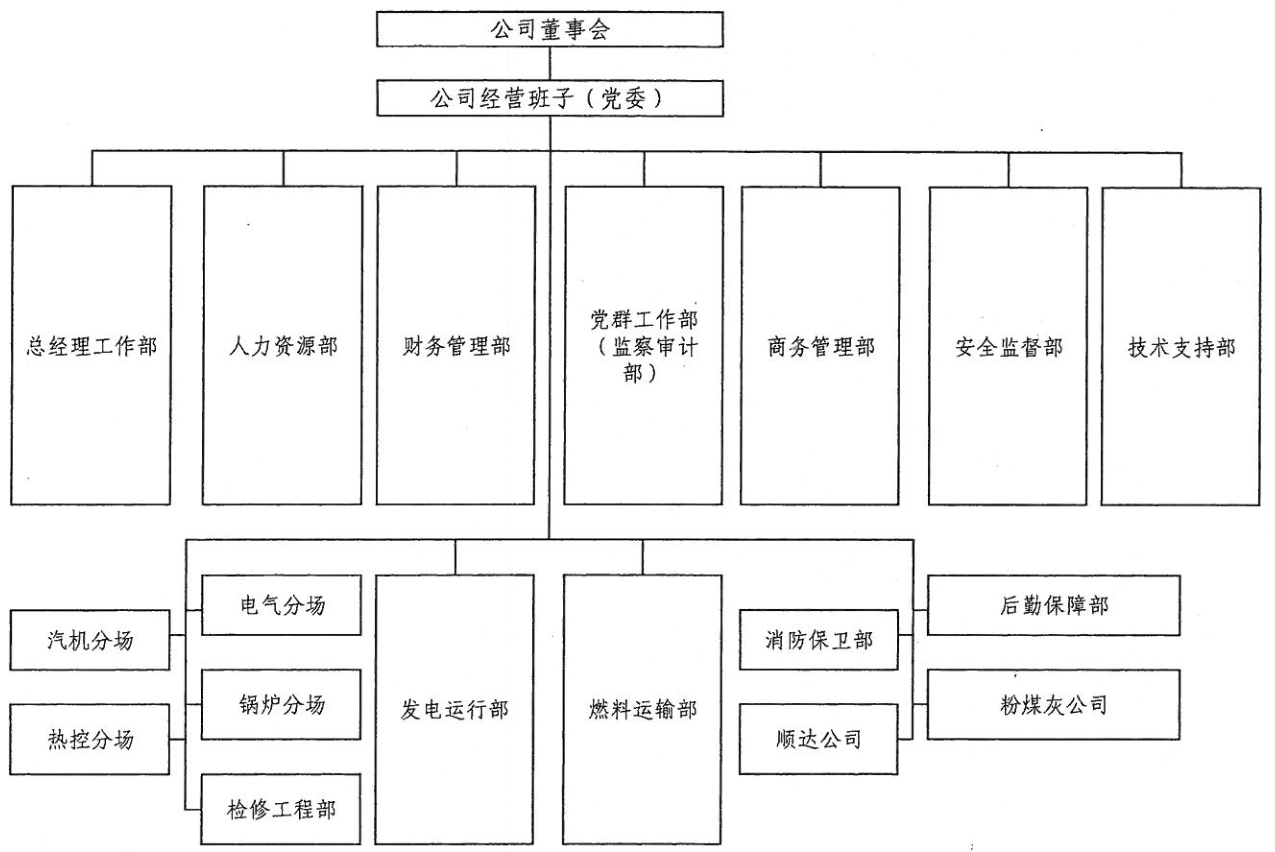 公司董事会
公司经营班子（党委）
总经理工作部
人力资源部
财务管理部
党群工作部
（监察审计
部）
商务管理部
安全监督部
技术支持部
电气分场
汽机分场
锅炉分场
热控分场
检修工程部
发电运行部
燃料运输部
后勤保障部
消防保卫部
粉煤灰公司
顺达公司